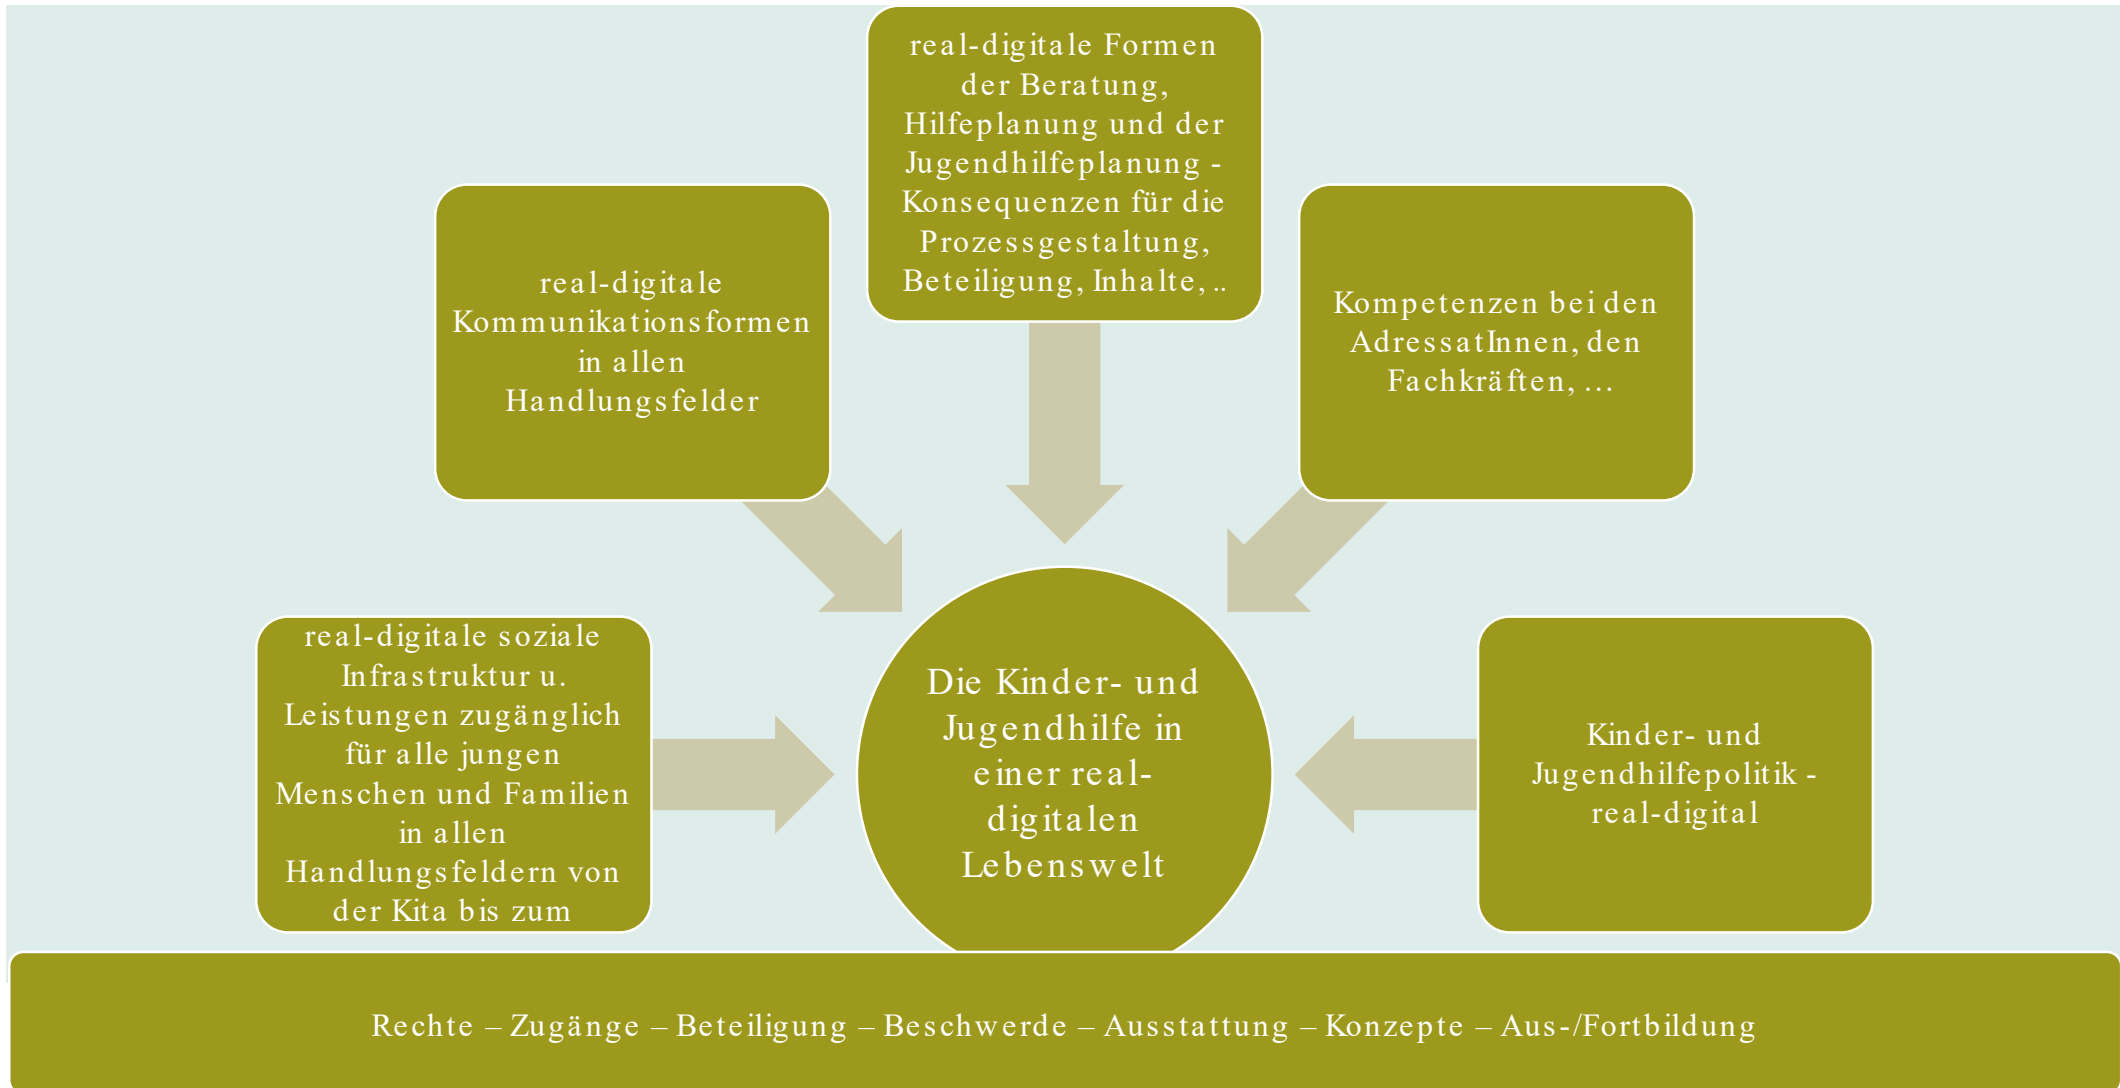 real-digitale Formen
der Beratung,
Hilfeplanung und der
Jugendhilfeplanung -
Konsequenzen für die
Prozessgestaltung,
Beteiligung, Inhalte, ..
real-digitale
Kommunikationsformen
in allen
Handlungsfelder
Kompetenzen bei den
AdressatInnen, den
Fachkräften, ...
real-digitale soziale
Infrastruktur u.
Leistungen zugänglich
für alle jungen
Menschen und Familien
in allen
Handlungsfeldern von
der Kita bis zum
Die Kinder- und
Jugendhilfe in
einer real-
digitalen
Lebenswelt
Kinder- und
Jugendhilfepolitik -
real-digital
Rechte – Zugänge – Beteiligung – Beschwerde – Ausstattung – Konzepte – Aus-/Fortbildung